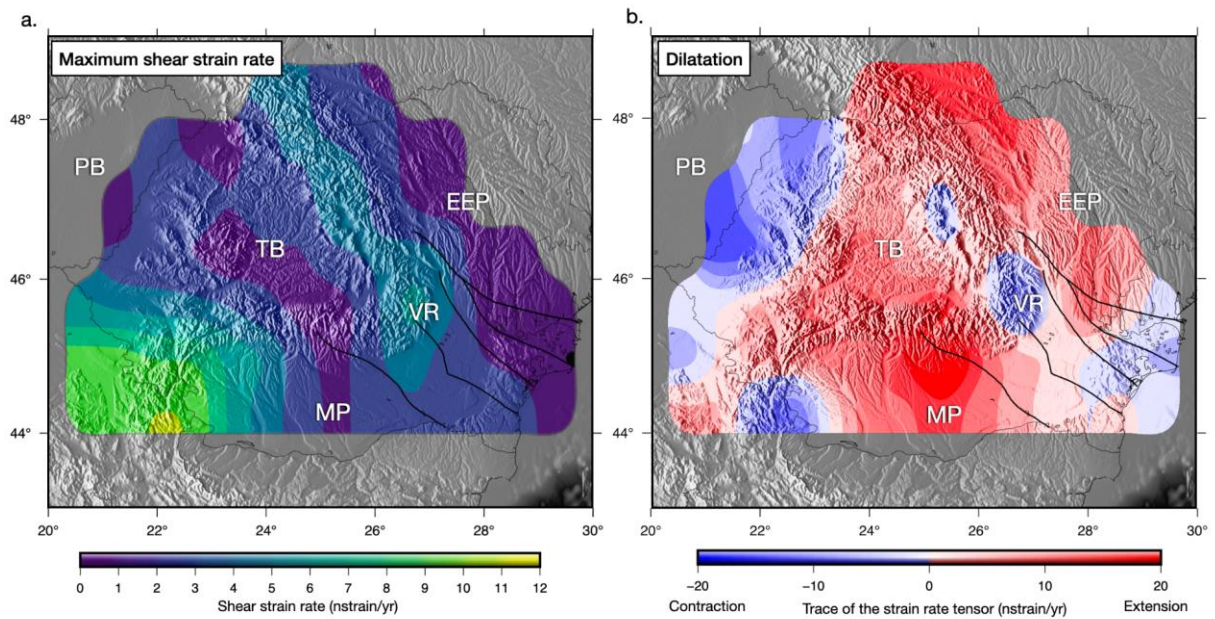 a.
Maximum shear strain rate
48°
46°
44°
PB
EEP
TB
VR
MP
20°
22°
24°
26°
28°
30°
0 1 2 3 4 5 6 7 8 9 10 11 12
Shear strain rate (nstrain/yr)
b.
Dilatation
48°
46°
44°
PB
EEP
TB
VR
MP
20°
22°
24°
26°
28°
30°
−20 −10 0 10 20
Contraction Trace of the strain rate tensor (nstrain/yr) Extension